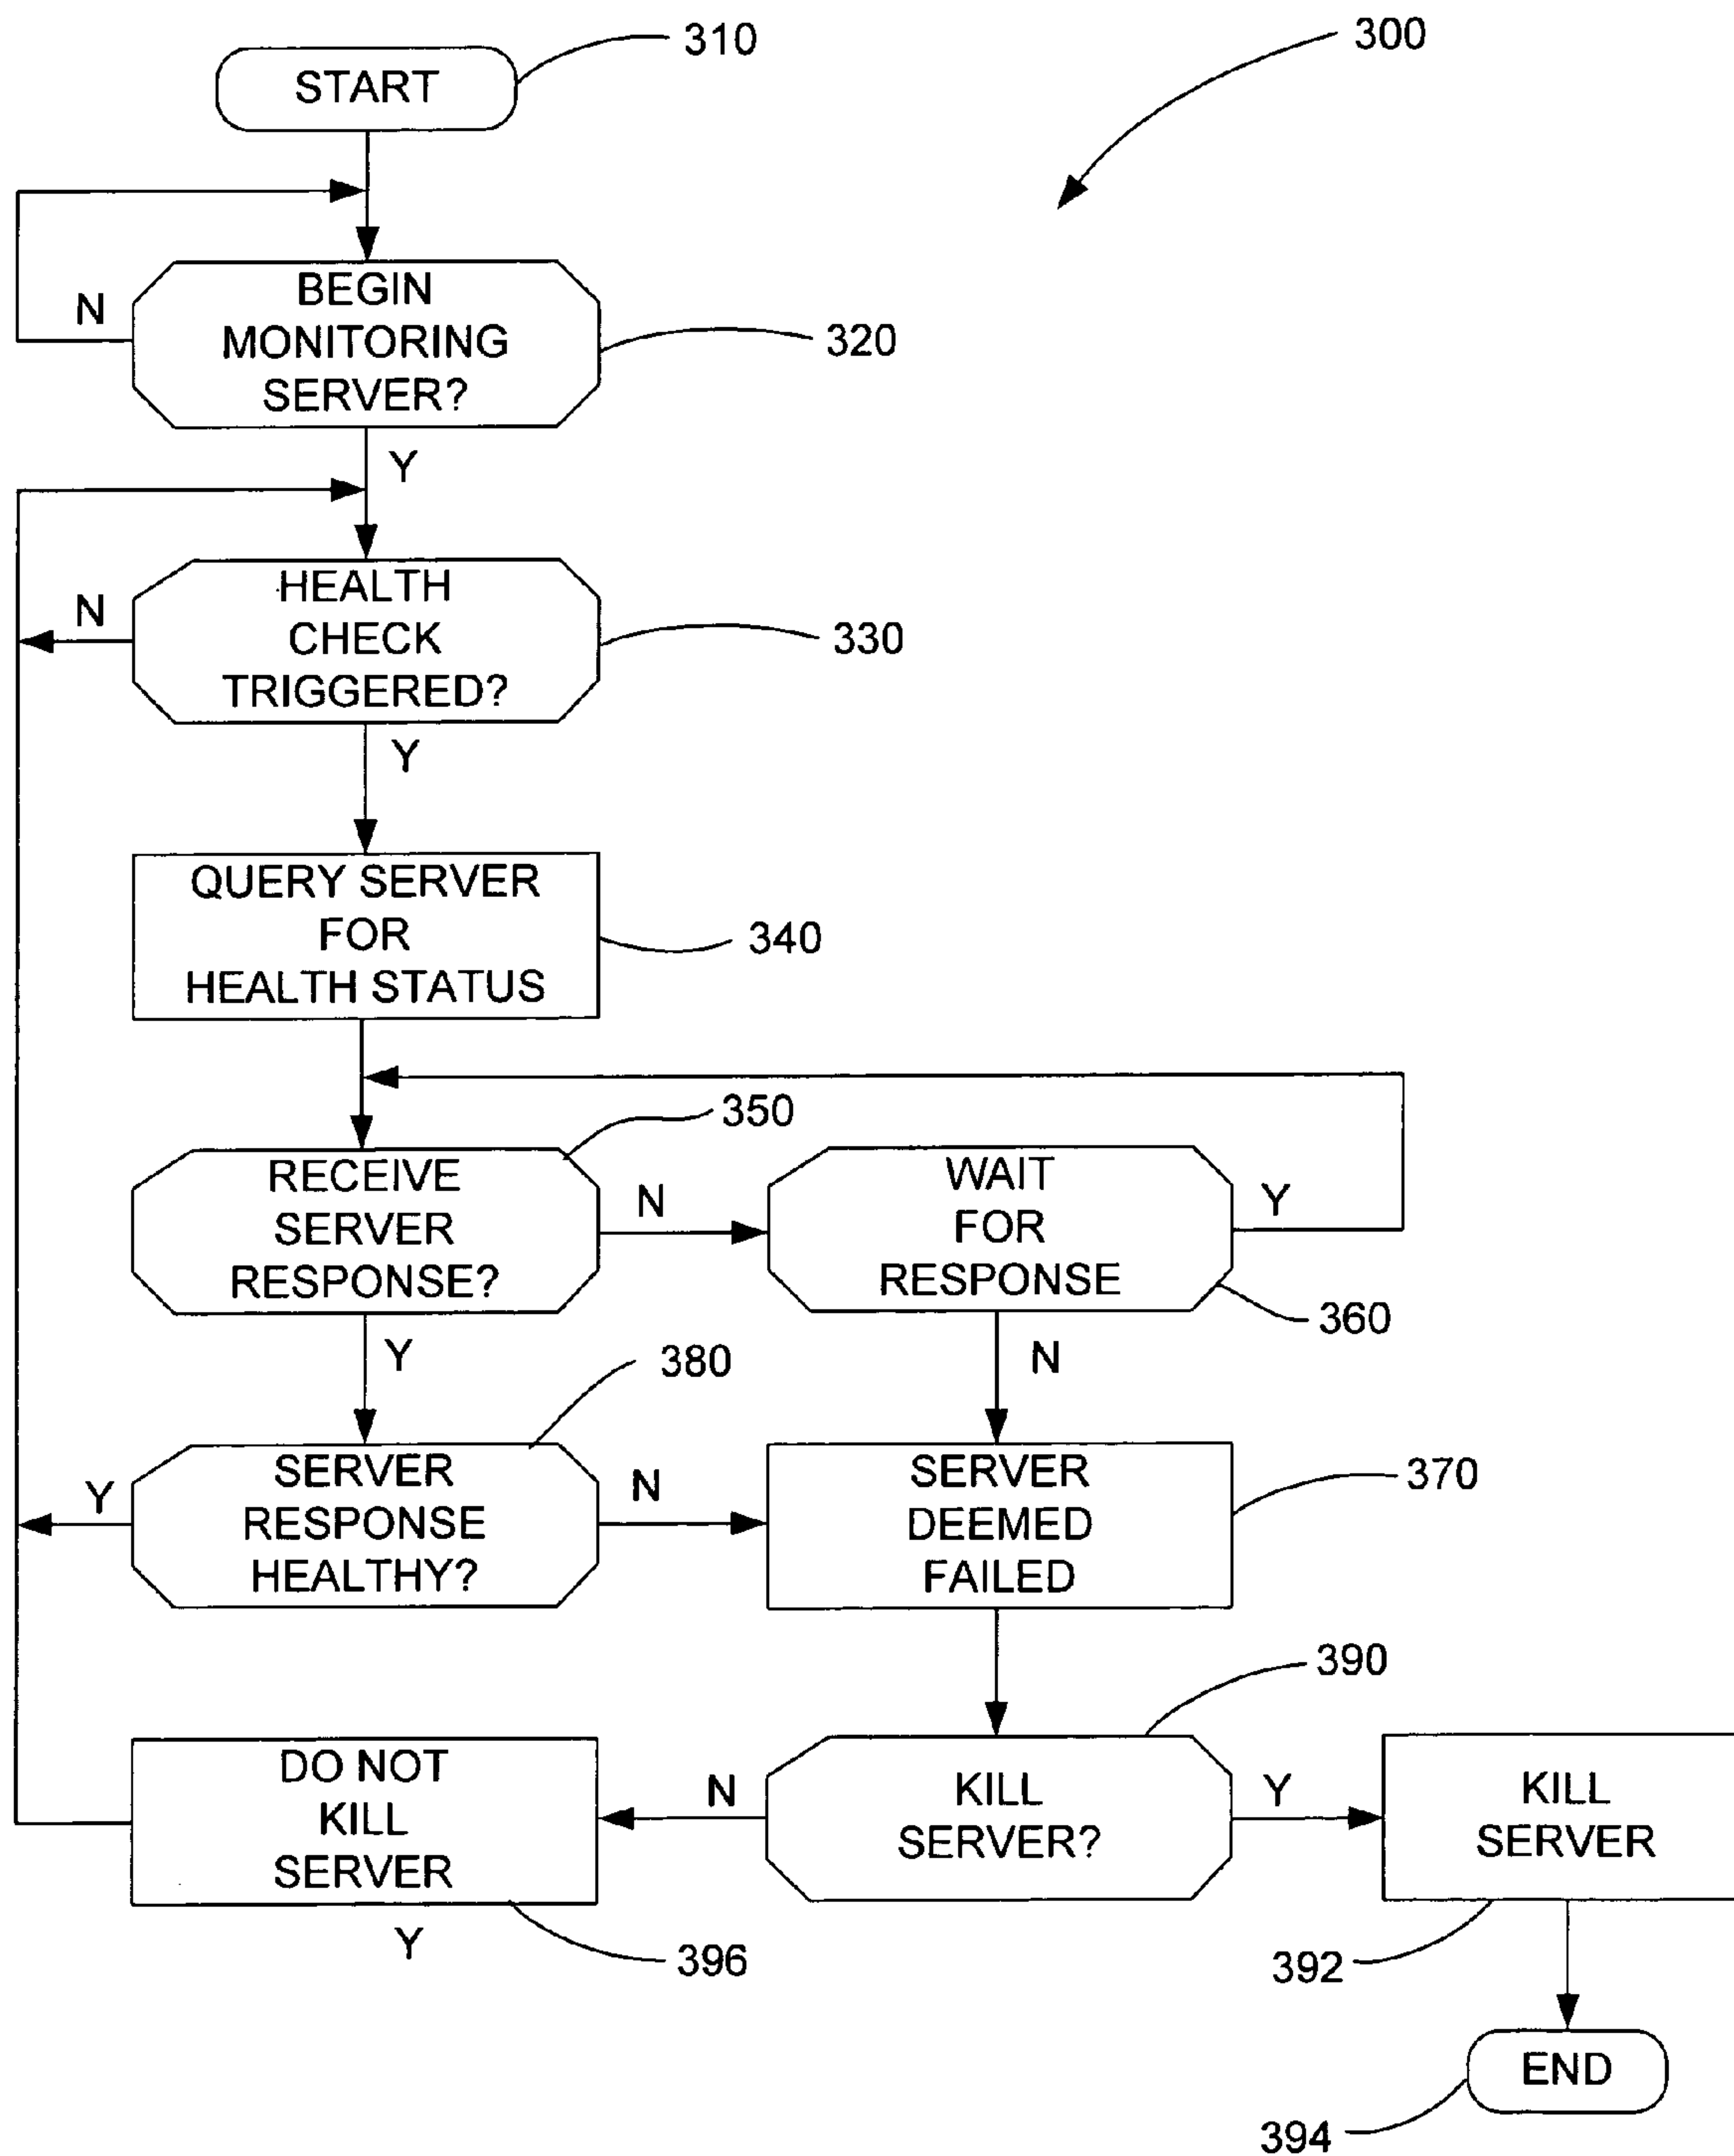 310
300
START
N
BEGIN
MONITORING
SERVER?
320
Y
N
HEALTH
CHECK
TRIGGERED?
330
Y
QUERY SERVER
FOR
HEALTH STATUS
340
350
RECEIVE
SERVER
RESPONSE?
N
WAIT
FOR
RESPONSE
Y
360
Y
N
380
Y
SERVER
RESPONSE
HEALTHY?
N
SERVER
DEEMED
FAILED
370
390
DO NOT
KILL
SERVER
N
KILL
SERVER?
Y
KILL
SERVER
Y
396
392
END
394